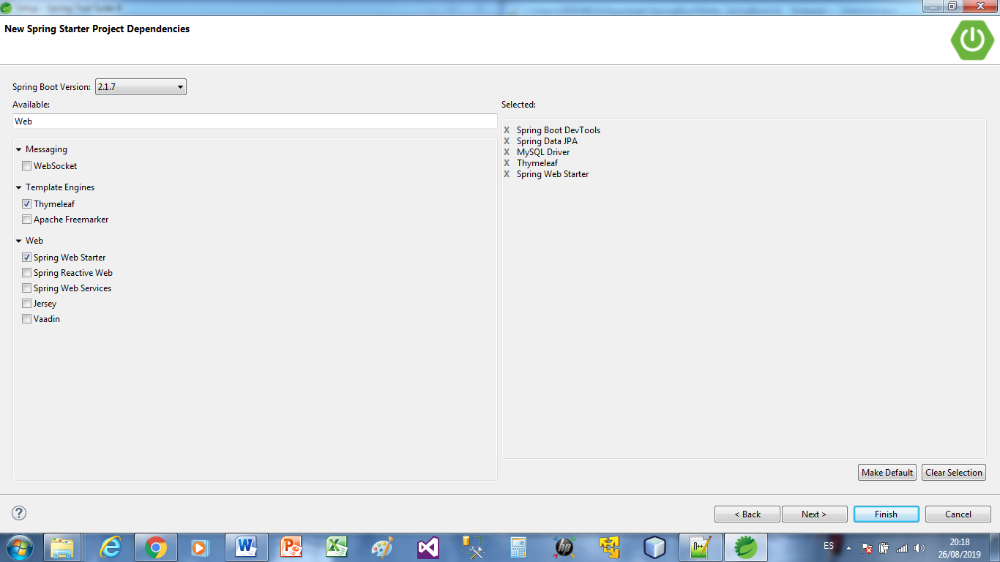 New Spring Starter Project Dependencies
Spring Boot Version: 2.1.7
Available:
Web
Messaging
WebSocket
Template Engines
Thymeleaf
Apache Freemarker
Web
Spring Web Starter
Spring Reactive Web
Spring Web Services
Jersey
Vaadin
Selected:
X Spring Boot DevTools
X Spring Data JPA
X MySQL Driver
X Thymeleaf
X Spring Web Starter
Make Default Clear Selection
? < Back Next > Finish Cancel
ES 20:18
26/08/2019